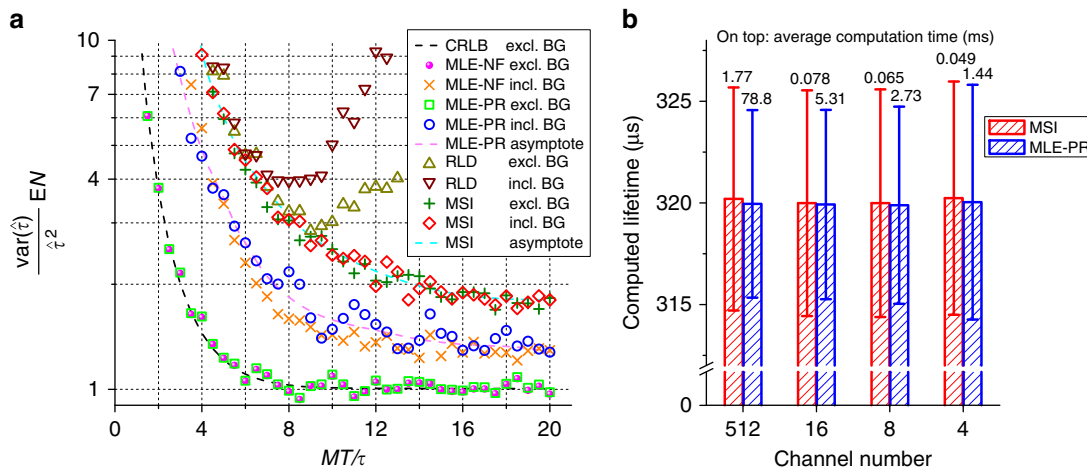 a
var(τ̂)
τ̂ 2
EN
10
7
4
1
0
4
8
12
16
20
MT/τ
CRLB excl. BG
MLE-NF excl. BG
MLE-NF incl. BG
MLE-PR excl. BG
MLE-PR incl. BG
MLE-PR asymptote
RLD excl. BG
RLD incl. BG
MSI excl. BG
MSI incl. BG
MSI asymptote
b
On top: average computation time (ms)
1.77
78.8
0.078
5.31
0.065
2.73
0.049
1.44
MSI
MLE-PR
Computed lifetime (µs)
325
320
315
0
512
16
8
4
Channel number